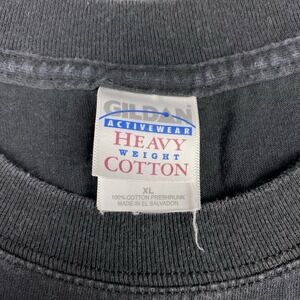 GILDAN
ACTIVEWEAR
HEAVY
WEIGHT
COTTON
XL
100% COTTON PRESHRUNK
MADE IN EL SALVADOR